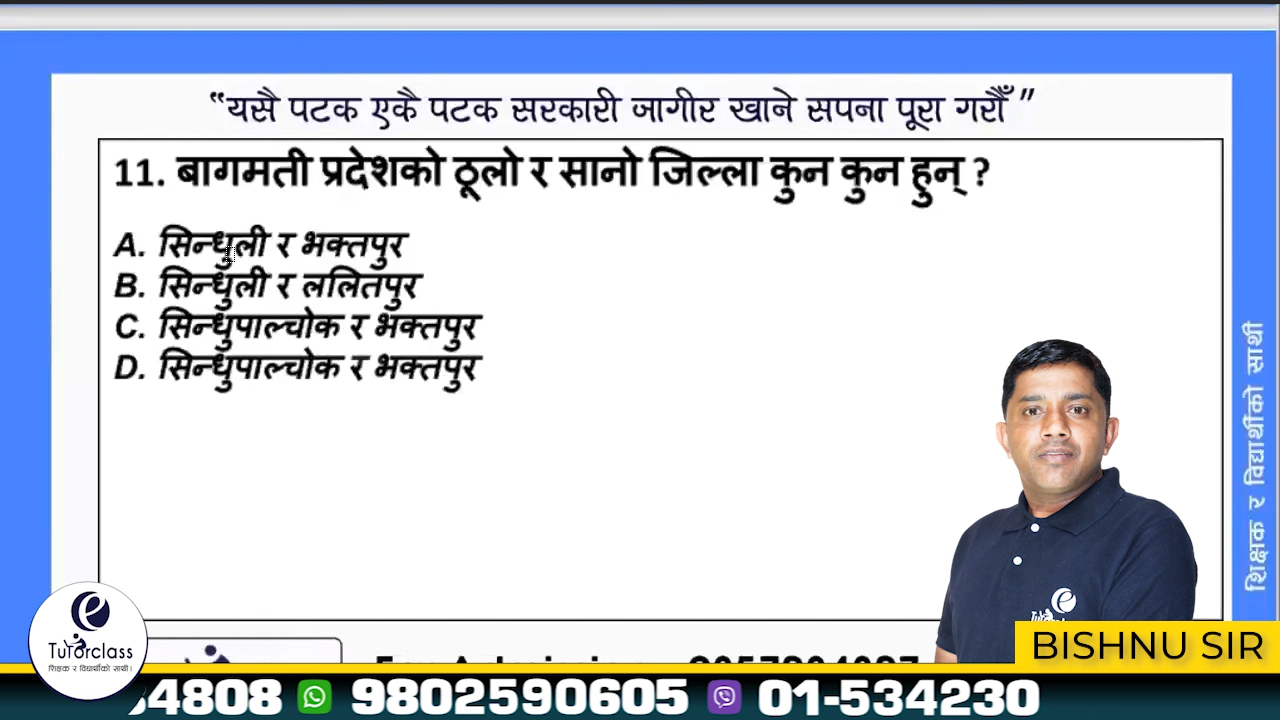 “यसै पटक एकै पटक सरकारी जागीर खाने सपना पूरा गरौँ”
11. बागमती प्रदेशको ठूलो र सानो जिल्ला कुन कुन हुन् ?
A. सिन्धुली र भक्तपुर
B. सिन्धुली र ललितपुर
C. सिन्धुपाल्चोक र भक्तपुर
D. सिन्धुपाल्चोक र भक्तपुर
शिक्षक र विद्यार्थीको साथी
e
Tutorclass
शिक्षक र विद्यार्थीको साथी।
BISHNU SIR
34808 9802590605 01-534230